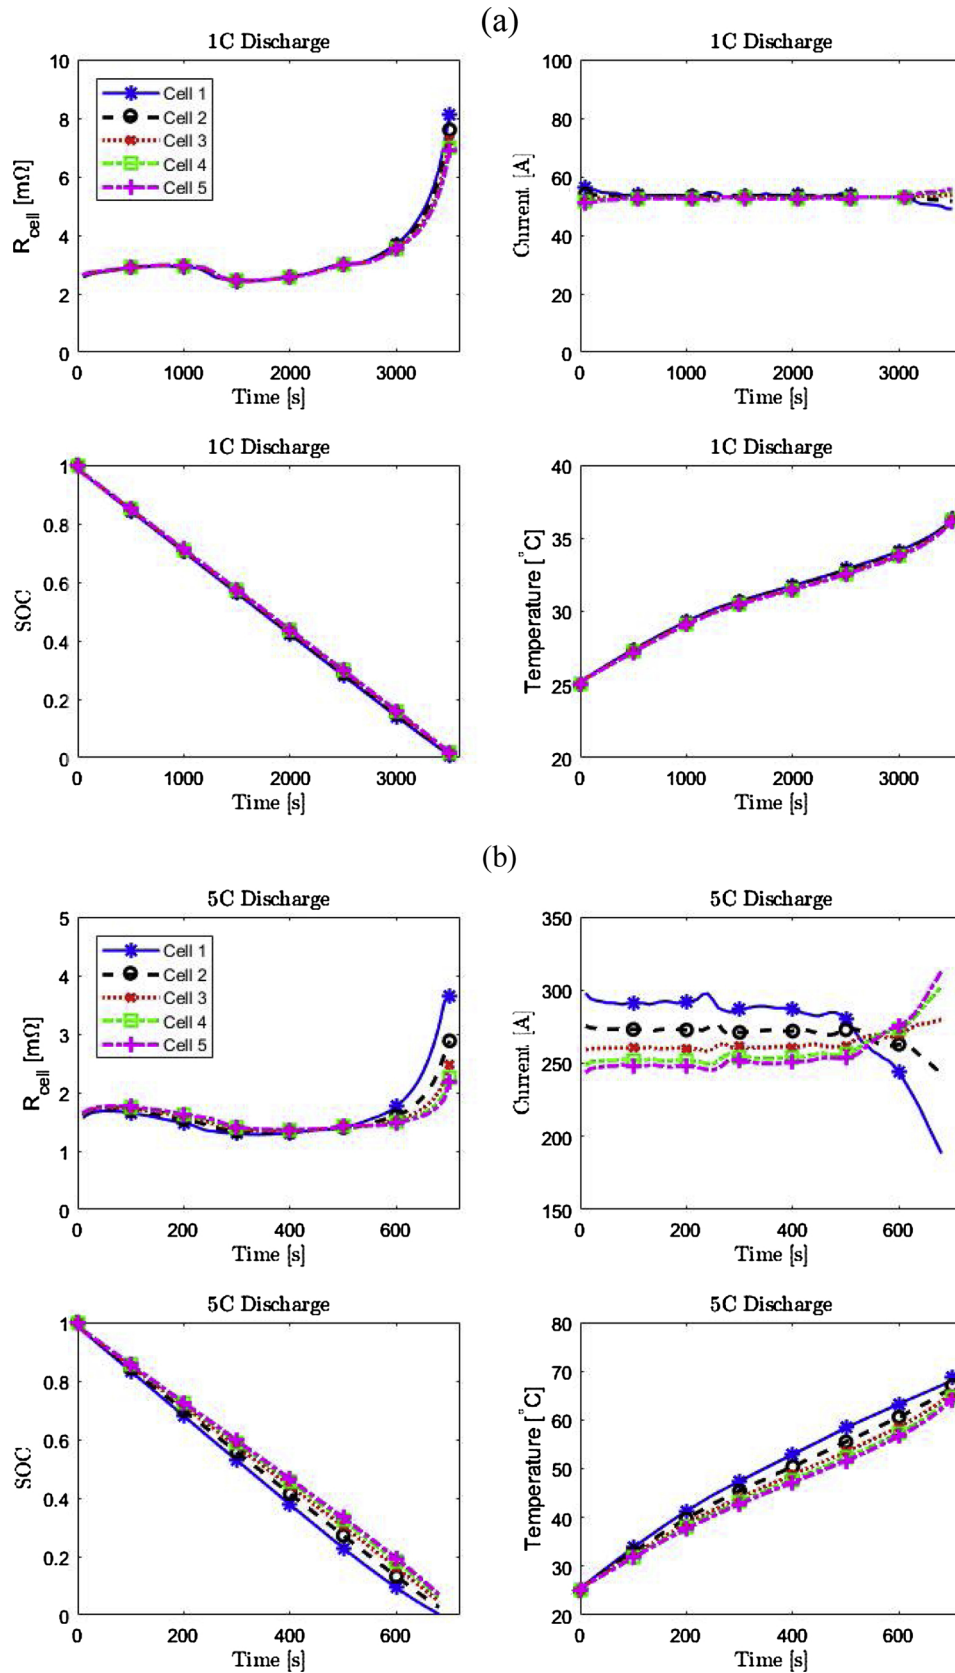 (a)
1C Discharge
R_cell [mΩ]
10
8
6
4
2
0
Cell 1
Cell 2
Cell 3
Cell 4
Cell 5
0 1000 2000 3000
Time [s]
1C Discharge
Current [A]
100
80
60
40
20
0
0 1000 2000 3000
Time [s]
1C Discharge
SOC
1
0.8
0.6
0.4
0.2
0
0 1000 2000 3000
Time [s]
1C Discharge
Temperature [°C]
40
35
30
25
20
0 1000 2000 3000
Time [s]
(b)
5C Discharge
R_cell [mΩ]
5
4
3
2
1
0
Cell 1
Cell 2
Cell 3
Cell 4
Cell 5
0 200 400 600
Time [s]
5C Discharge
Current [A]
350
300
250
200
150
0 200 400 600
Time [s]
5C Discharge
SOC
1
0.8
0.6
0.4
0.2
0
0 200 400 600
Time [s]
5C Discharge
Temperature [°C]
80
70
60
50
40
30
20
0 200 400 600
Time [s]